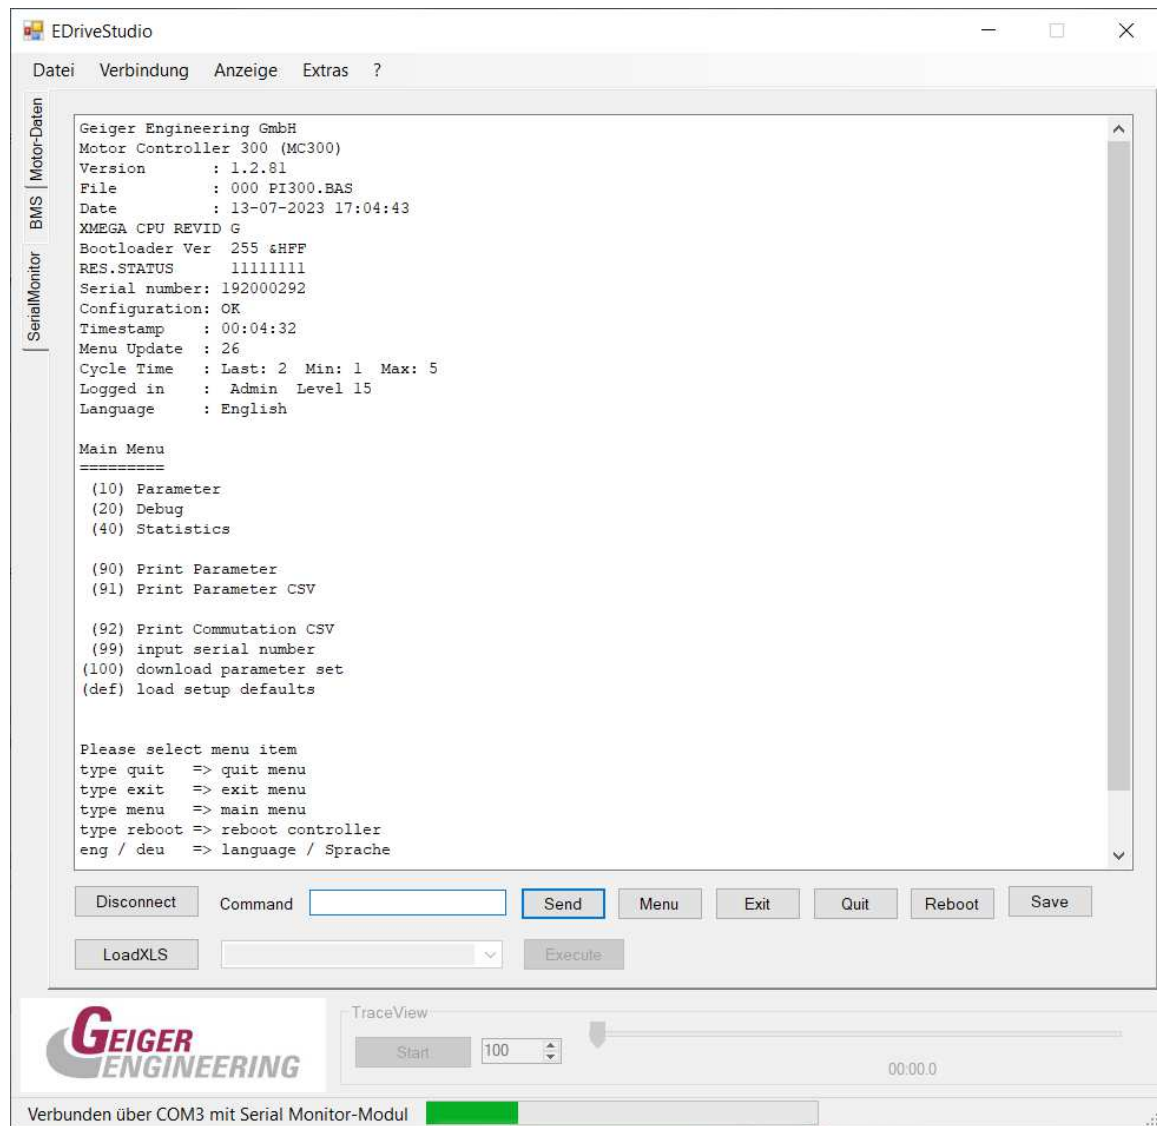 EDriveStudio
Datei Verbindung Anzeige Extras ?
Motor-Daten
BMS
SerialMonitor
Geiger Engineering GmbH
Motor Controller 300 (MC300)
Version : 1.2.81
File : 000 PI300.BAS
Date : 13-07-2023 17:04:43
XMEGA CPU REVID G
Bootloader Ver 255 &HFF
RES.STATUS 11111111
Serial number: 192000292
Configuration: OK
Timestamp : 00:04:32
Menu Update : 26
Cycle Time : Last: 2 Min: 1 Max: 5
Logged in : Admin Level 15
Language : English
Main Menu
=========
(10) Parameter
(20) Debug
(40) Statistics
(90) Print Parameter
(91) Print Parameter CSV
(92) Print Commutation CSV
(99) input serial number
(100) download parameter set
(def) load setup defaults
Please select menu item
type quit => quit menu
type exit => exit menu
type menu => main menu
type reboot => reboot controller
eng / deu => language / Sprache
Disconnect Command Send Menu Exit Quit Reboot Save
LoadXLS Execute
GEIGER
ENGINEERING
TraceView
Start 100
00:00.0
Verbunden über COM3 mit Serial Monitor-Modul